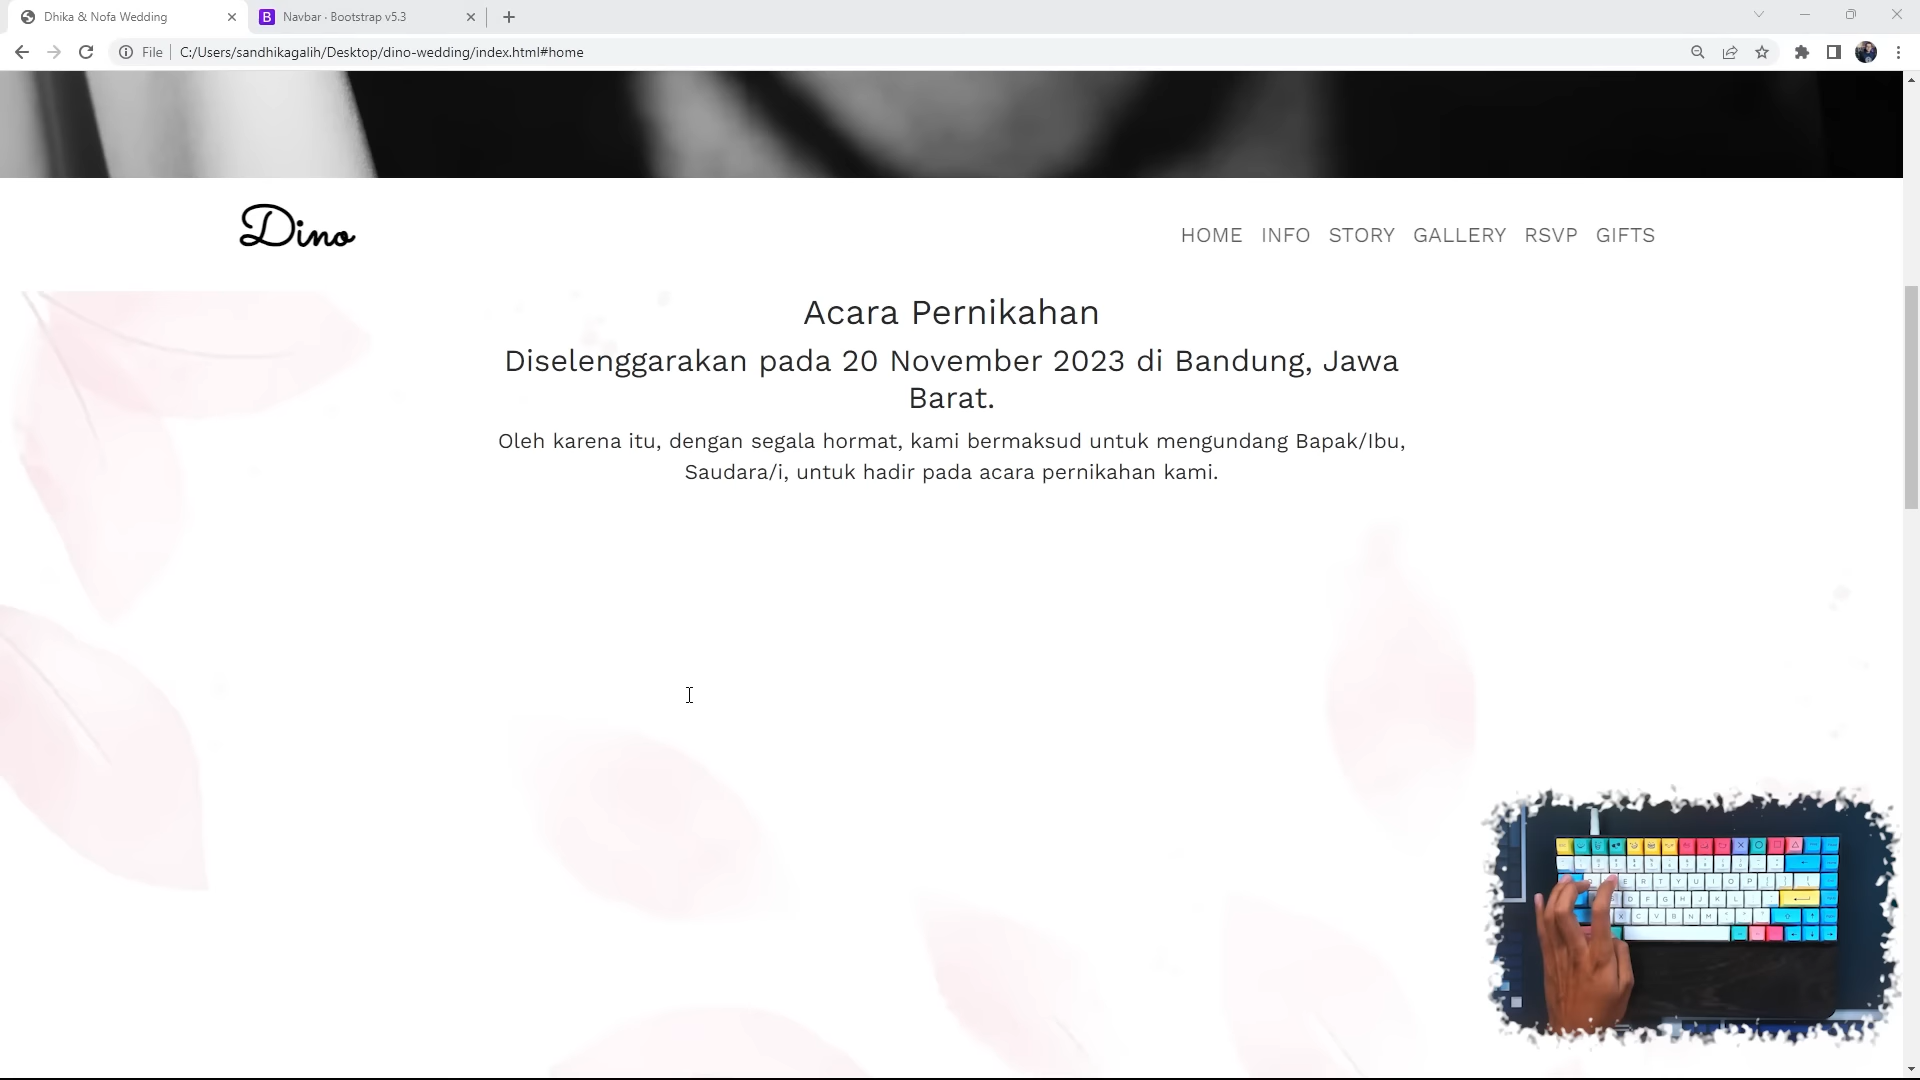 Dhika & Nofa Wedding
Navbar · Bootstrap v5.3
File
C:/Users/sandhikagalih/Desktop/dino-wedding/index.html#home
Dino
HOME INFO STORY GALLERY RSVP GIFTS
Acara Pernikahan
Diselenggarakan pada 20 November 2023 di Bandung, Jawa
Barat.
Oleh karena itu, dengan segala hormat, kami bermaksud untuk mengundang Bapak/Ibu,
Saudara/i, untuk hadir pada acara pernikahan kami.